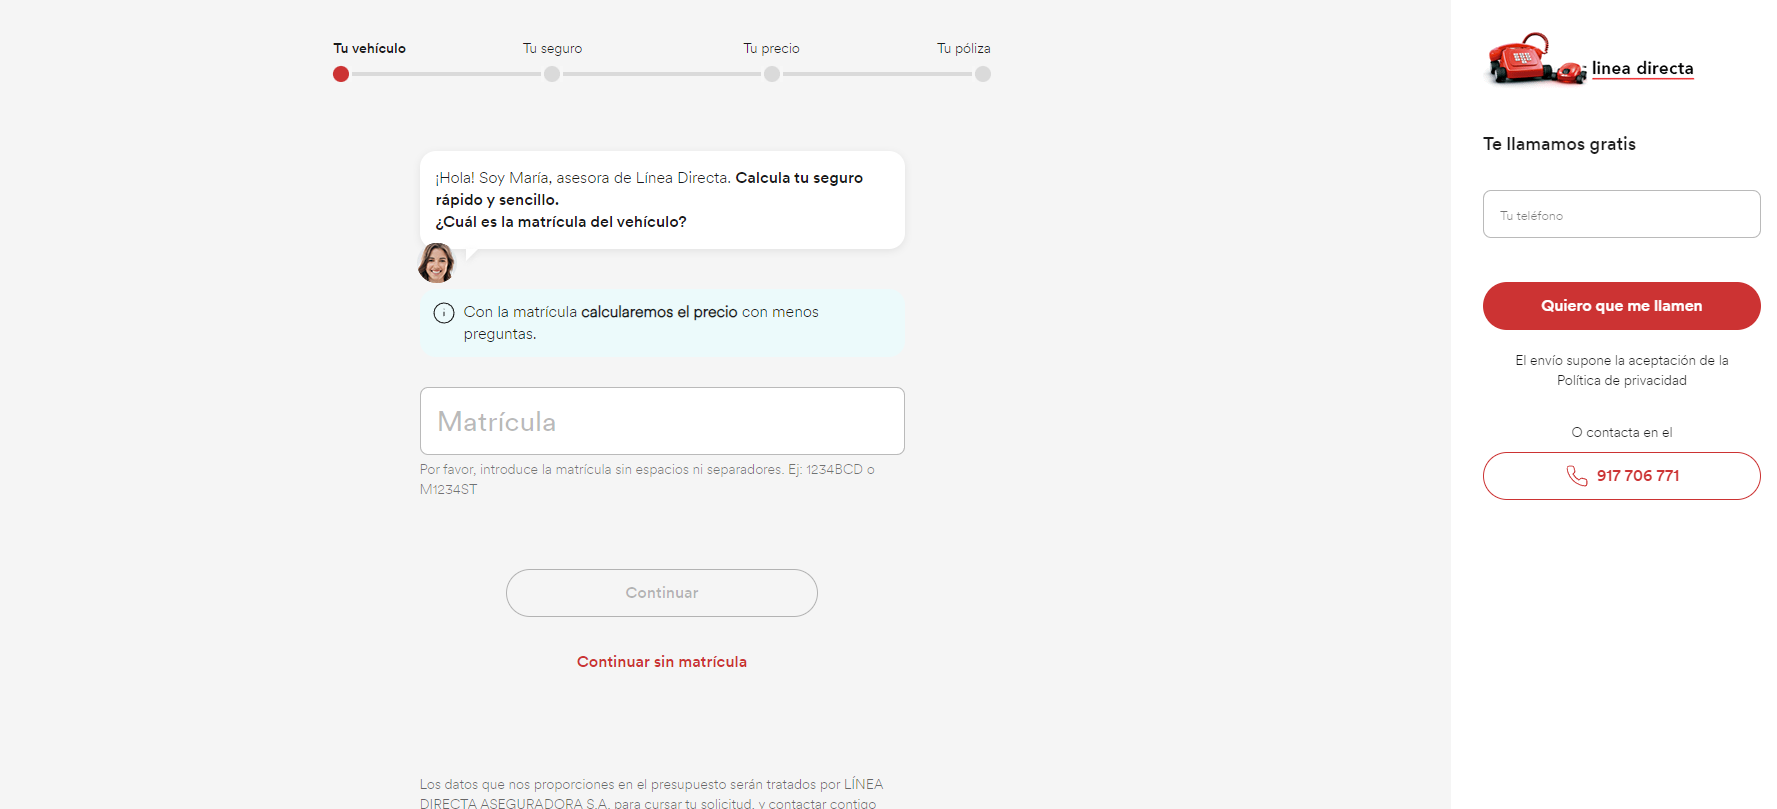 Tu vehículo
Tu seguro
Tu precio
Tu póliza
¡Hola! Soy María, asesora de Línea Directa. Calcula tu seguro
rápido y sencillo.
¿Cuál es la matrícula del vehículo?
Con la matrícula calcularemos el precio con menos
preguntas.
Matrícula
Por favor, introduce la matrícula sin espacios ni separadores. Ej: 1234BCD o
M1234ST
Continuar
Continuar sin matrícula
Los datos que nos proporciones en el presupuesto serán tratados por LÍNEA
DIRECTA ASEGURADORA S.A. para cursar tu solicitud, y contactar contigo
linea directa
Te llamamos gratis
Tu teléfono
Quiero que me llamen
El envío supone la aceptación de la
Política de privacidad
O contacta en el
917 706 771